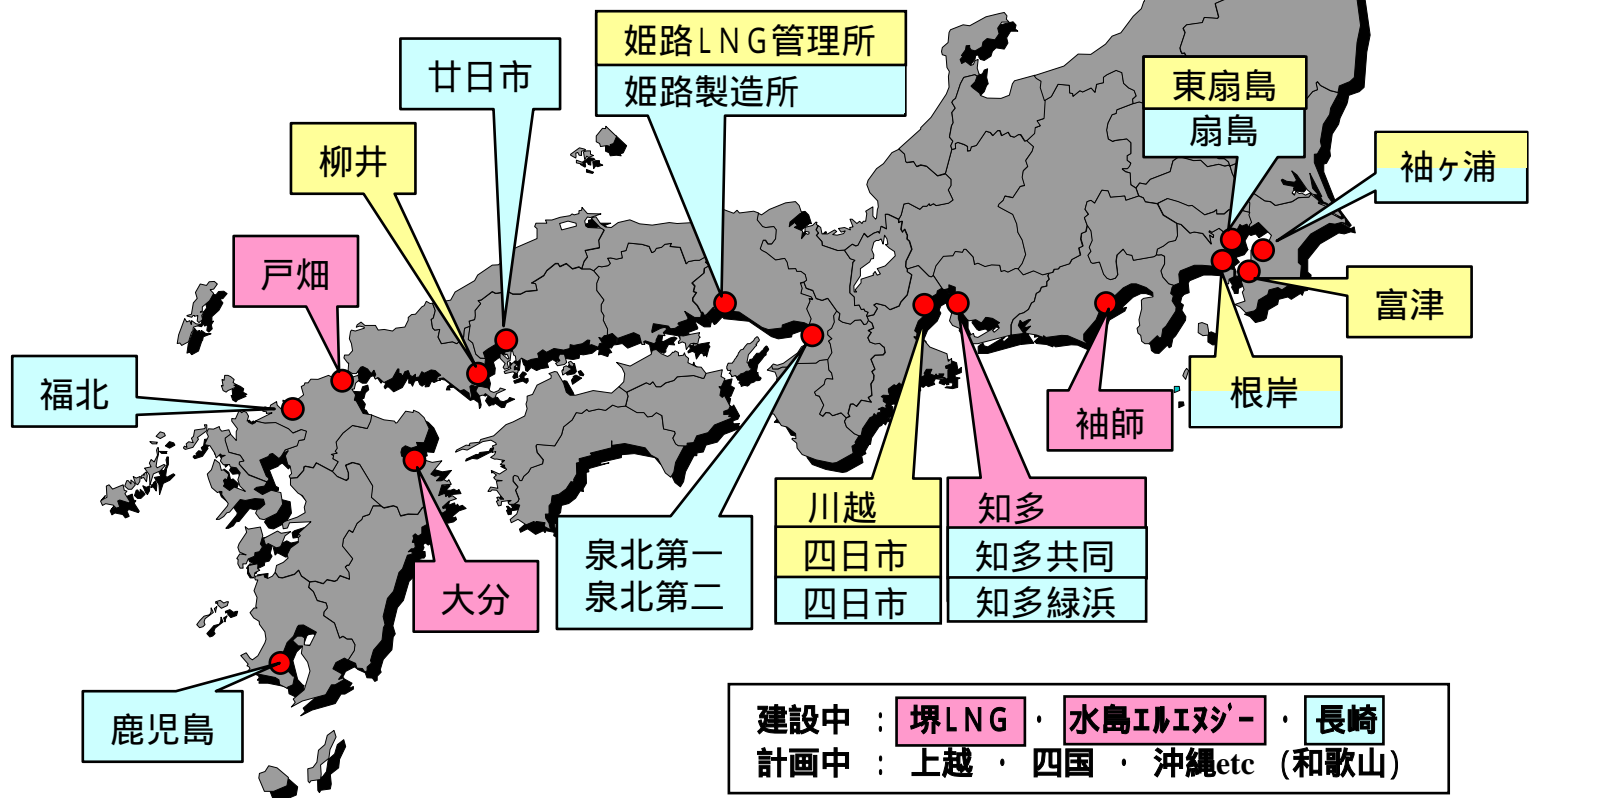 姫路LNG管理所
姫路製造所
廿日市
柳井
戸畑
福北
東扇島
扇島
袖ヶ浦
富津
根岸
袖師
川越
四日市
四日市
知多
知多共同
知多緑浜
泉北第一
泉北第二
大分
鹿児島
建設中 : 堺LNG ・ 水島ｴﾙｴﾇｼﾞｰ ・ 長崎
計画中 : 上越 ・ 四国 ・ 沖縄etc (和歌山)